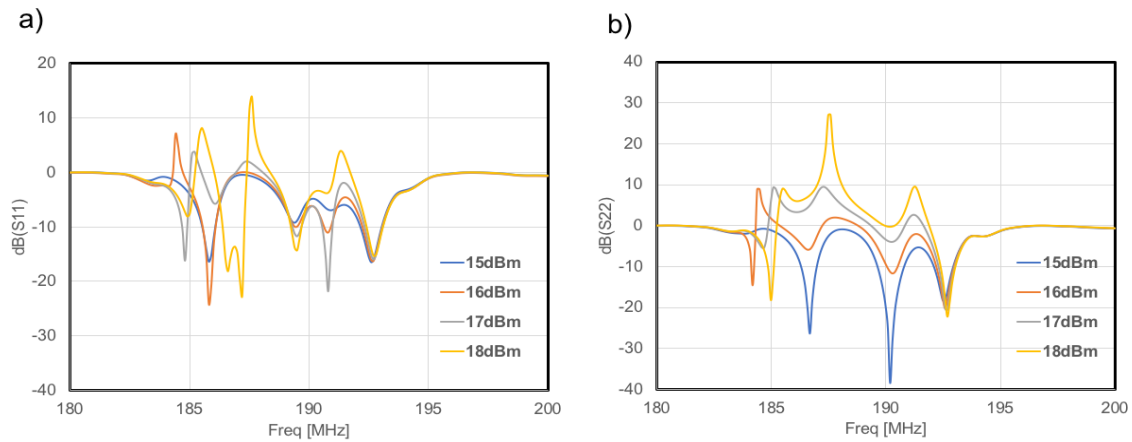 a)
20
10
0
-10
-20
-30
-40
dB(S11)
15dBm
16dBm
17dBm
18dBm
180 185 190 195 200
Freq [MHz]
b)
40
30
20
10
0
-10
-20
-30
-40
dB(S22)
15dBm
16dBm
17dBm
18dBm
180 185 190 195 200
Freq [MHz]